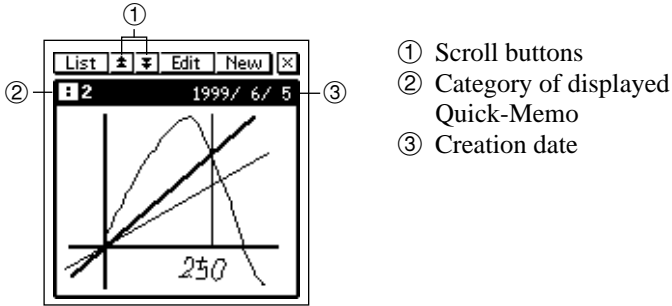 ①
List Edit New
② 2 1999/ 6/ 5 ③
250
① Scroll buttons
② Category of displayed
Quick-Memo
③ Creation date